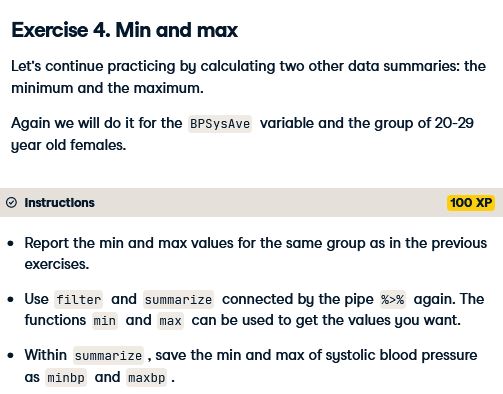 Exercise 4. Min and max
Let's continue practicing by calculating two other data summaries: the
minimum and the maximum.
Again we will do it for the BPSysAve variable and the group of 20-29
year old females.
Instructions
100 XP
Report the min and max values for the same group as in the previous
exercises.
Use filter and summarize connected by the pipe %>% again. The
functions min and max can be used to get the values you want.
Within summarize , save the min and max of systolic blood pressure
as minbp and maxbp .